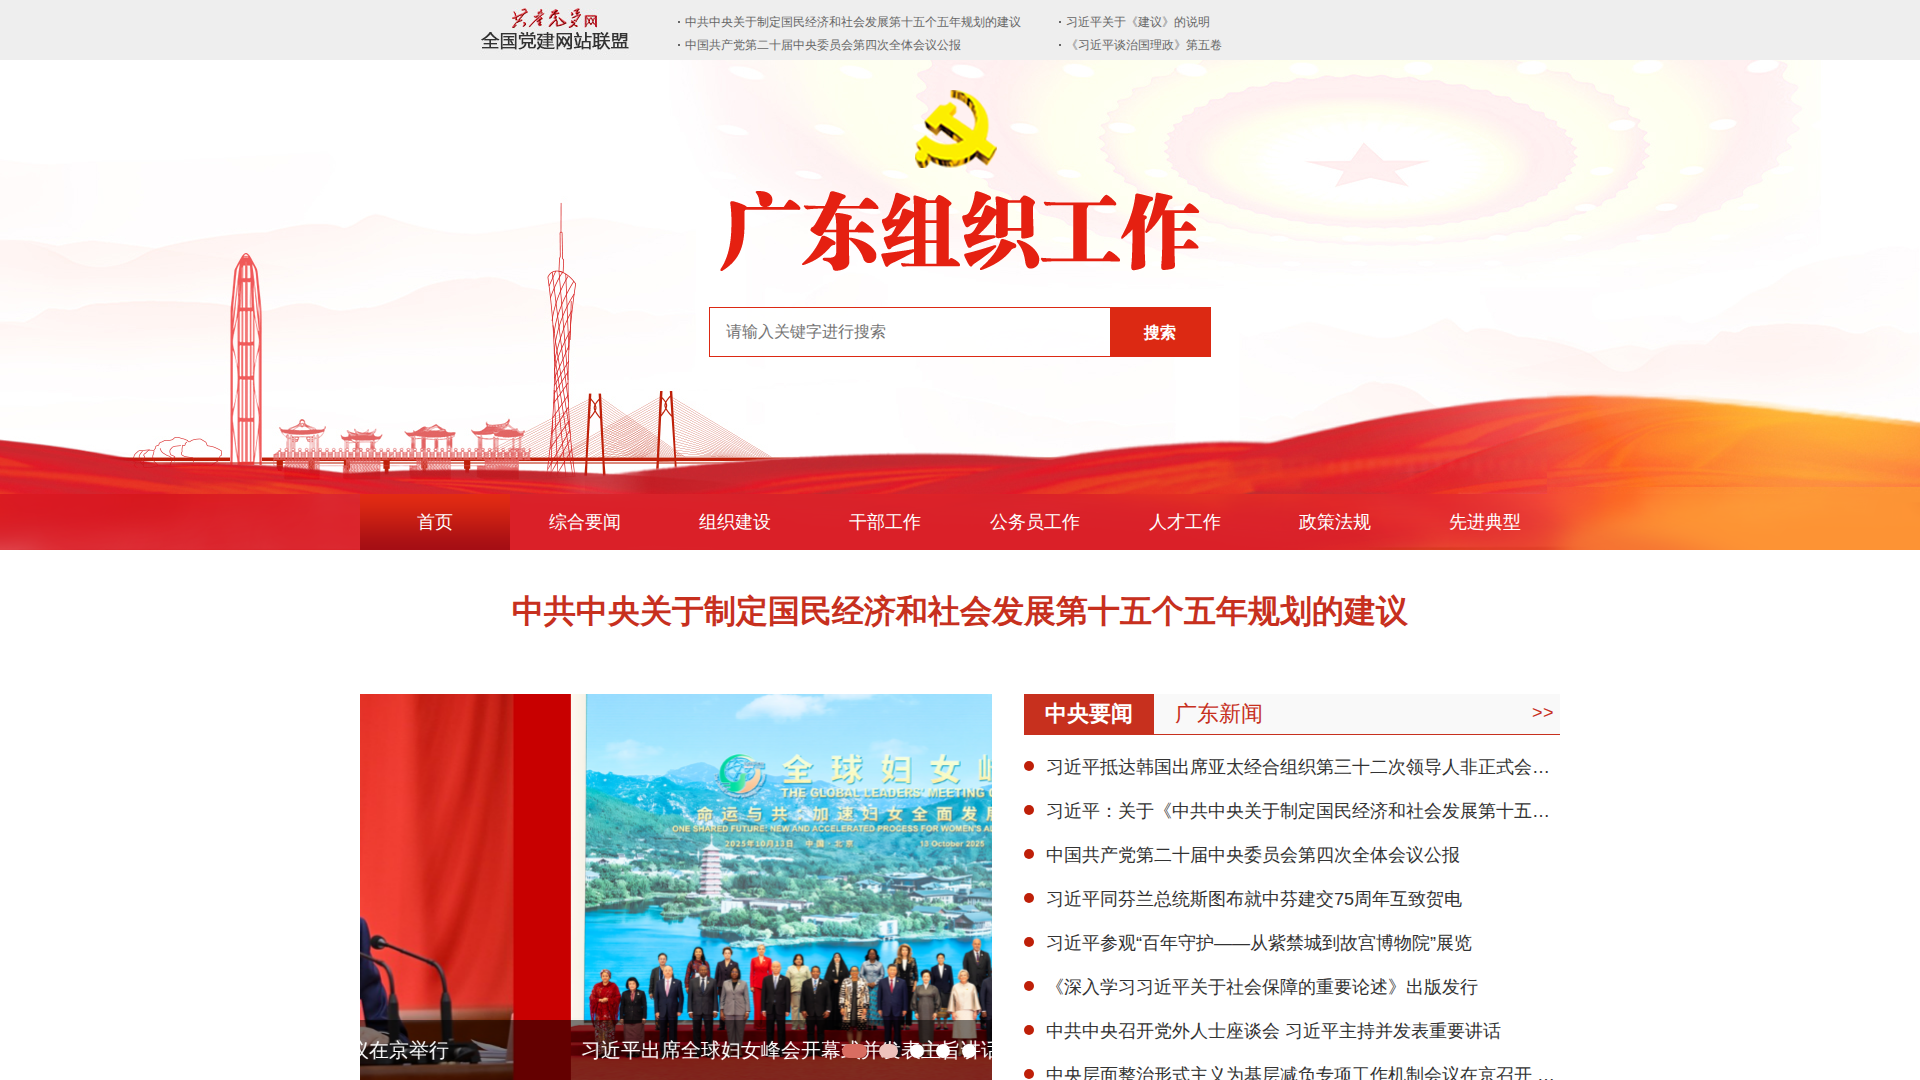 共产党员网
全国党建网站联盟
· 中共中央关于制定国民经济和社会发展第十五个五年规划的建议
· 习近平关于《建议》的说明
· 中国共产党第二十届中央委员会第四次全体会议公报
· 《习近平谈治国理政》第五卷
广东组织工作
请输入关键字进行搜索
搜索
首页
综合要闻
组织建设
干部工作
公务员工作
人才工作
政策法规
先进典型
中共中央关于制定国民经济和社会发展第十五个五年规划的建议
全球妇女峰
THE GLOBAL LEADERS' MEETING
命运与共 加速妇女全面发展
ONE SHARED FUTURE: NEW AND ACCELERATED PROCESS FOR WOMEN'S
2025年10月13日 中国·北京
13 October 2025
议在京举行
习近平出席全球妇女峰会开幕式并发表主旨讲话
中央要闻
广东新闻
>>
习近平抵达韩国出席亚太经合组织第三十二次领导人非正式会…
习近平：关于《中共中央关于制定国民经济和社会发展第十五…
中国共产党第二十届中央委员会第四次全体会议公报
习近平同芬兰总统斯图布就中芬建交75周年互致贺电
习近平参观“百年守护——从紫禁城到故宫博物院”展览
《深入学习习近平关于社会保障的重要论述》出版发行
中共中央召开党外人士座谈会 习近平主持并发表重要讲话
中央层面整治形式主义为基层减负专项工作机制会议在京召开 …